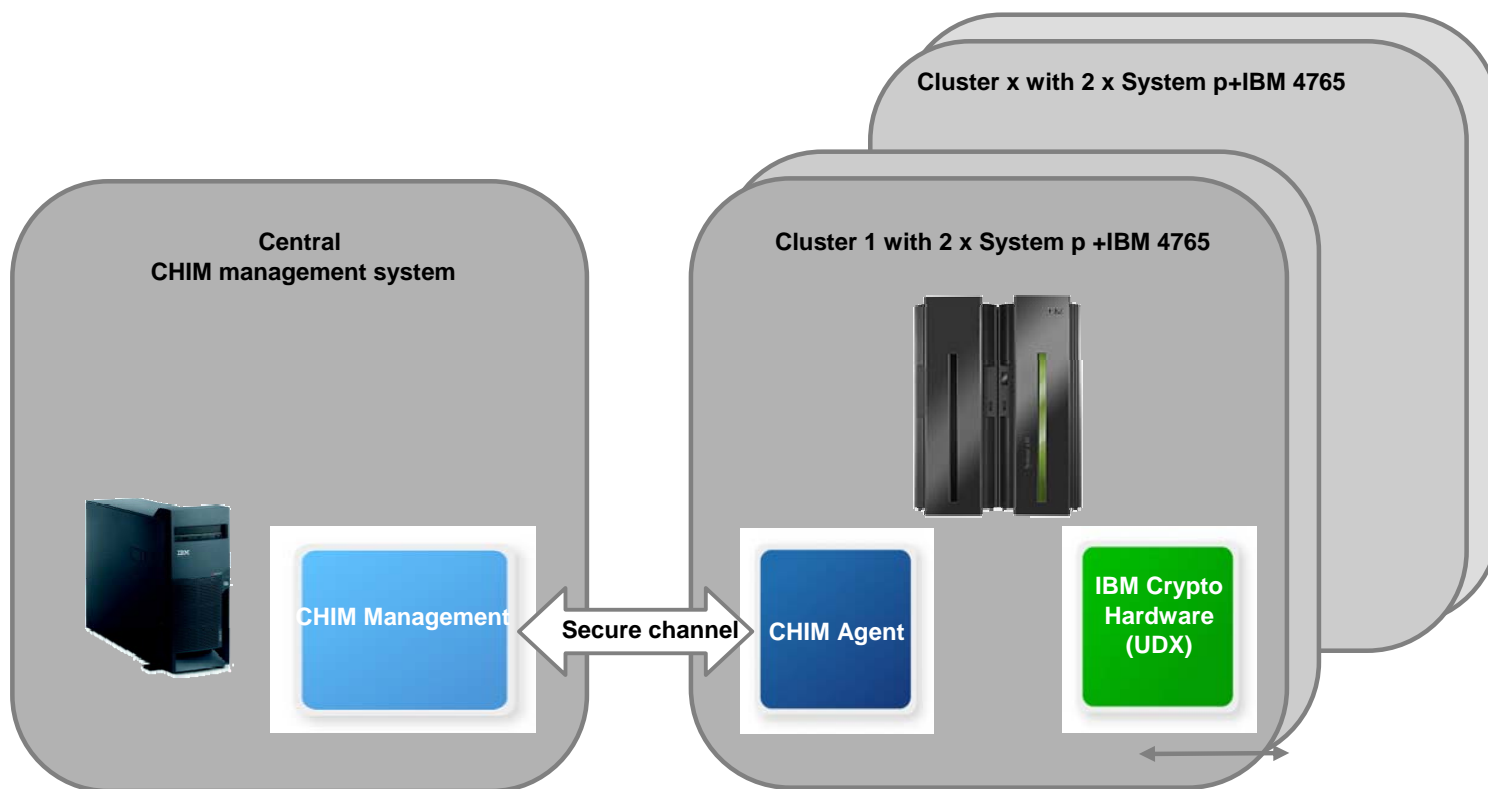 Cluster x with 2 x System p+IBM 4765
Central
CHIM management system
Cluster 1 with 2 x System p +IBM 4765
IBM
CHIM Management
Secure channel
CHIM Agent
IBM Crypto
Hardware
(UDX)